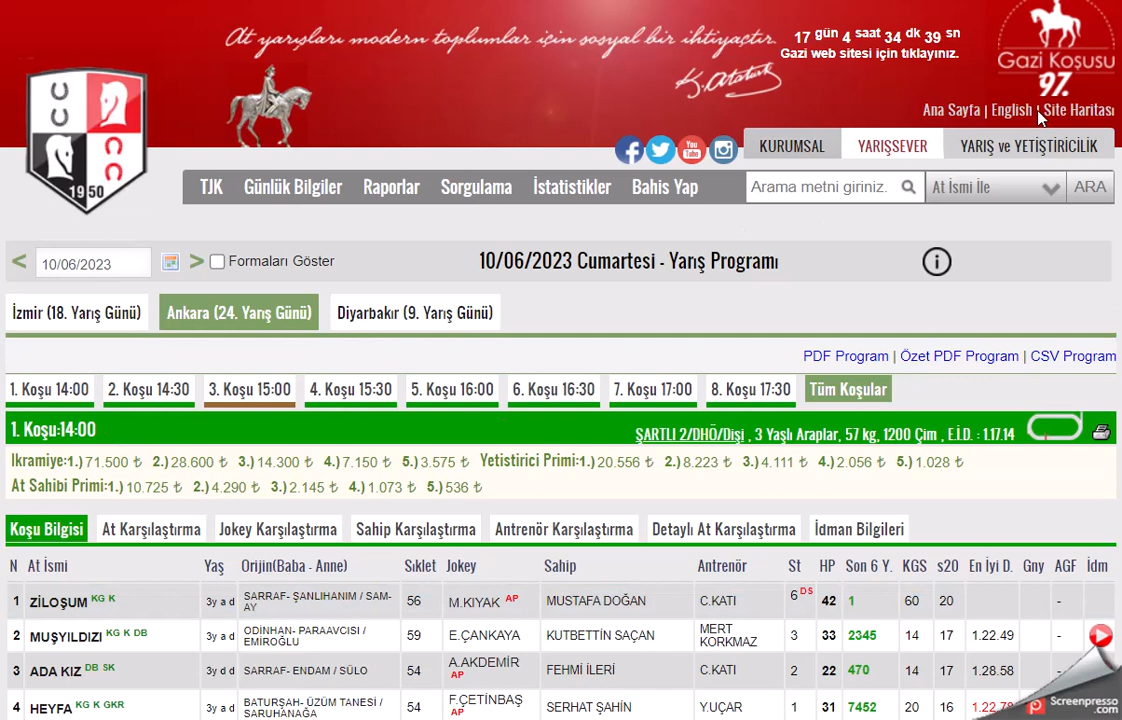 At yarışları modern toplumlar için sosyal bir ihtiyaçtır.
K. Atatürk
17 gün 4 saat 34 dk 39 sn
Gazi web sitesi için tıklayınız.
Gazi Koşusu
97.
Ana Sayfa | English | Site Haritası
1950
You Tube
KURUMSAL YARIŞSEVER YARIŞ ve YETİŞTİRİCİLİK
TJK Günlük Bilgiler Raporlar Sorgulama İstatistikler Bahis Yap
Arama metni giriniz. At İsmi İle ARA
< 10/06/2023 > Formaları Göster
10/06/2023 Cumartesi - Yarış Programı
İzmir (18. Yarış Günü) Ankara (24. Yarış Günü) Diyarbakır (9. Yarış Günü)
PDF Program | Özet PDF Program | CSV Program
1. Koşu 14:00 2. Koşu 14:30 3. Koşu 15:00 4. Koşu 15:30 5. Koşu 16:00 6. Koşu 16:30 7. Koşu 17:00 8. Koşu 17:30 Tüm Koşular
1. Koşu:14:00 ŞARTLI 2/DHÖ/Dişi , 3 Yaşlı Araplar, 57 kg, 1200 Çim , E.İ.D. : 1.17.14
Ikramiye:1.) 71.500 ₺ 2.) 28.600 ₺ 3.) 14.300 ₺ 4.) 7.150 ₺ 5.) 3.575 ₺ Yetistirici Primi:1.) 20.556 ₺ 2.) 8.223 ₺ 3.) 4.111 ₺ 4.) 2.056 ₺ 5.) 1.028 ₺
At Sahibi Primi:1.) 10.725 ₺ 2.) 4.290 ₺ 3.) 2.145 ₺ 4.) 1.073 ₺ 5.) 536 ₺
Koşu Bilgisi At Karşılaştırma Jokey Karşılaştırma Sahip Karşılaştırma Antrenör Karşılaştırma Detaylı At Karşılaştırma İdman Bilgileri
N At İsmi Yaş Orijin(Baba - Anne) Sıklet Jokey Sahip Antrenör St HP Son 6 Y. KGS s20 En İyi D. Gny AGF İdm
1 ZİLOŞUM KG K 3y a d SARRAF- ŞANLIHANIM / SAM-AY 56 M.KIYAK AP MUSTAFA DOĞAN C.KATI 6 DS 42 1 60 20 -
2 MUŞYILDIZI KG K DB 3y a d ODİNHAN- PARAAVCISI / EMİROĞLU 59 E.ÇANKAYA KUTBETTİN SAÇAN MERT KORKMAZ 3 33 2345 14 17 1.22.49 -
3 ADA KIZ DB SK 3y d d SARRAF- ENDAM / SÜLO 54 A.AKDEMİR AP FEHMİ İLERİ C.KATI 2 22 470 14 17 1.28.58 -
4 HEYFA KG K GKR 3y a d BATURŞAH- ÜZÜM TANESİ / SARUHANAĞA 54 F.ÇETİNBAŞ AP SERHAT ŞAHİN Y.UÇAR 1 31 7452 20 16
Screenpresso
.com